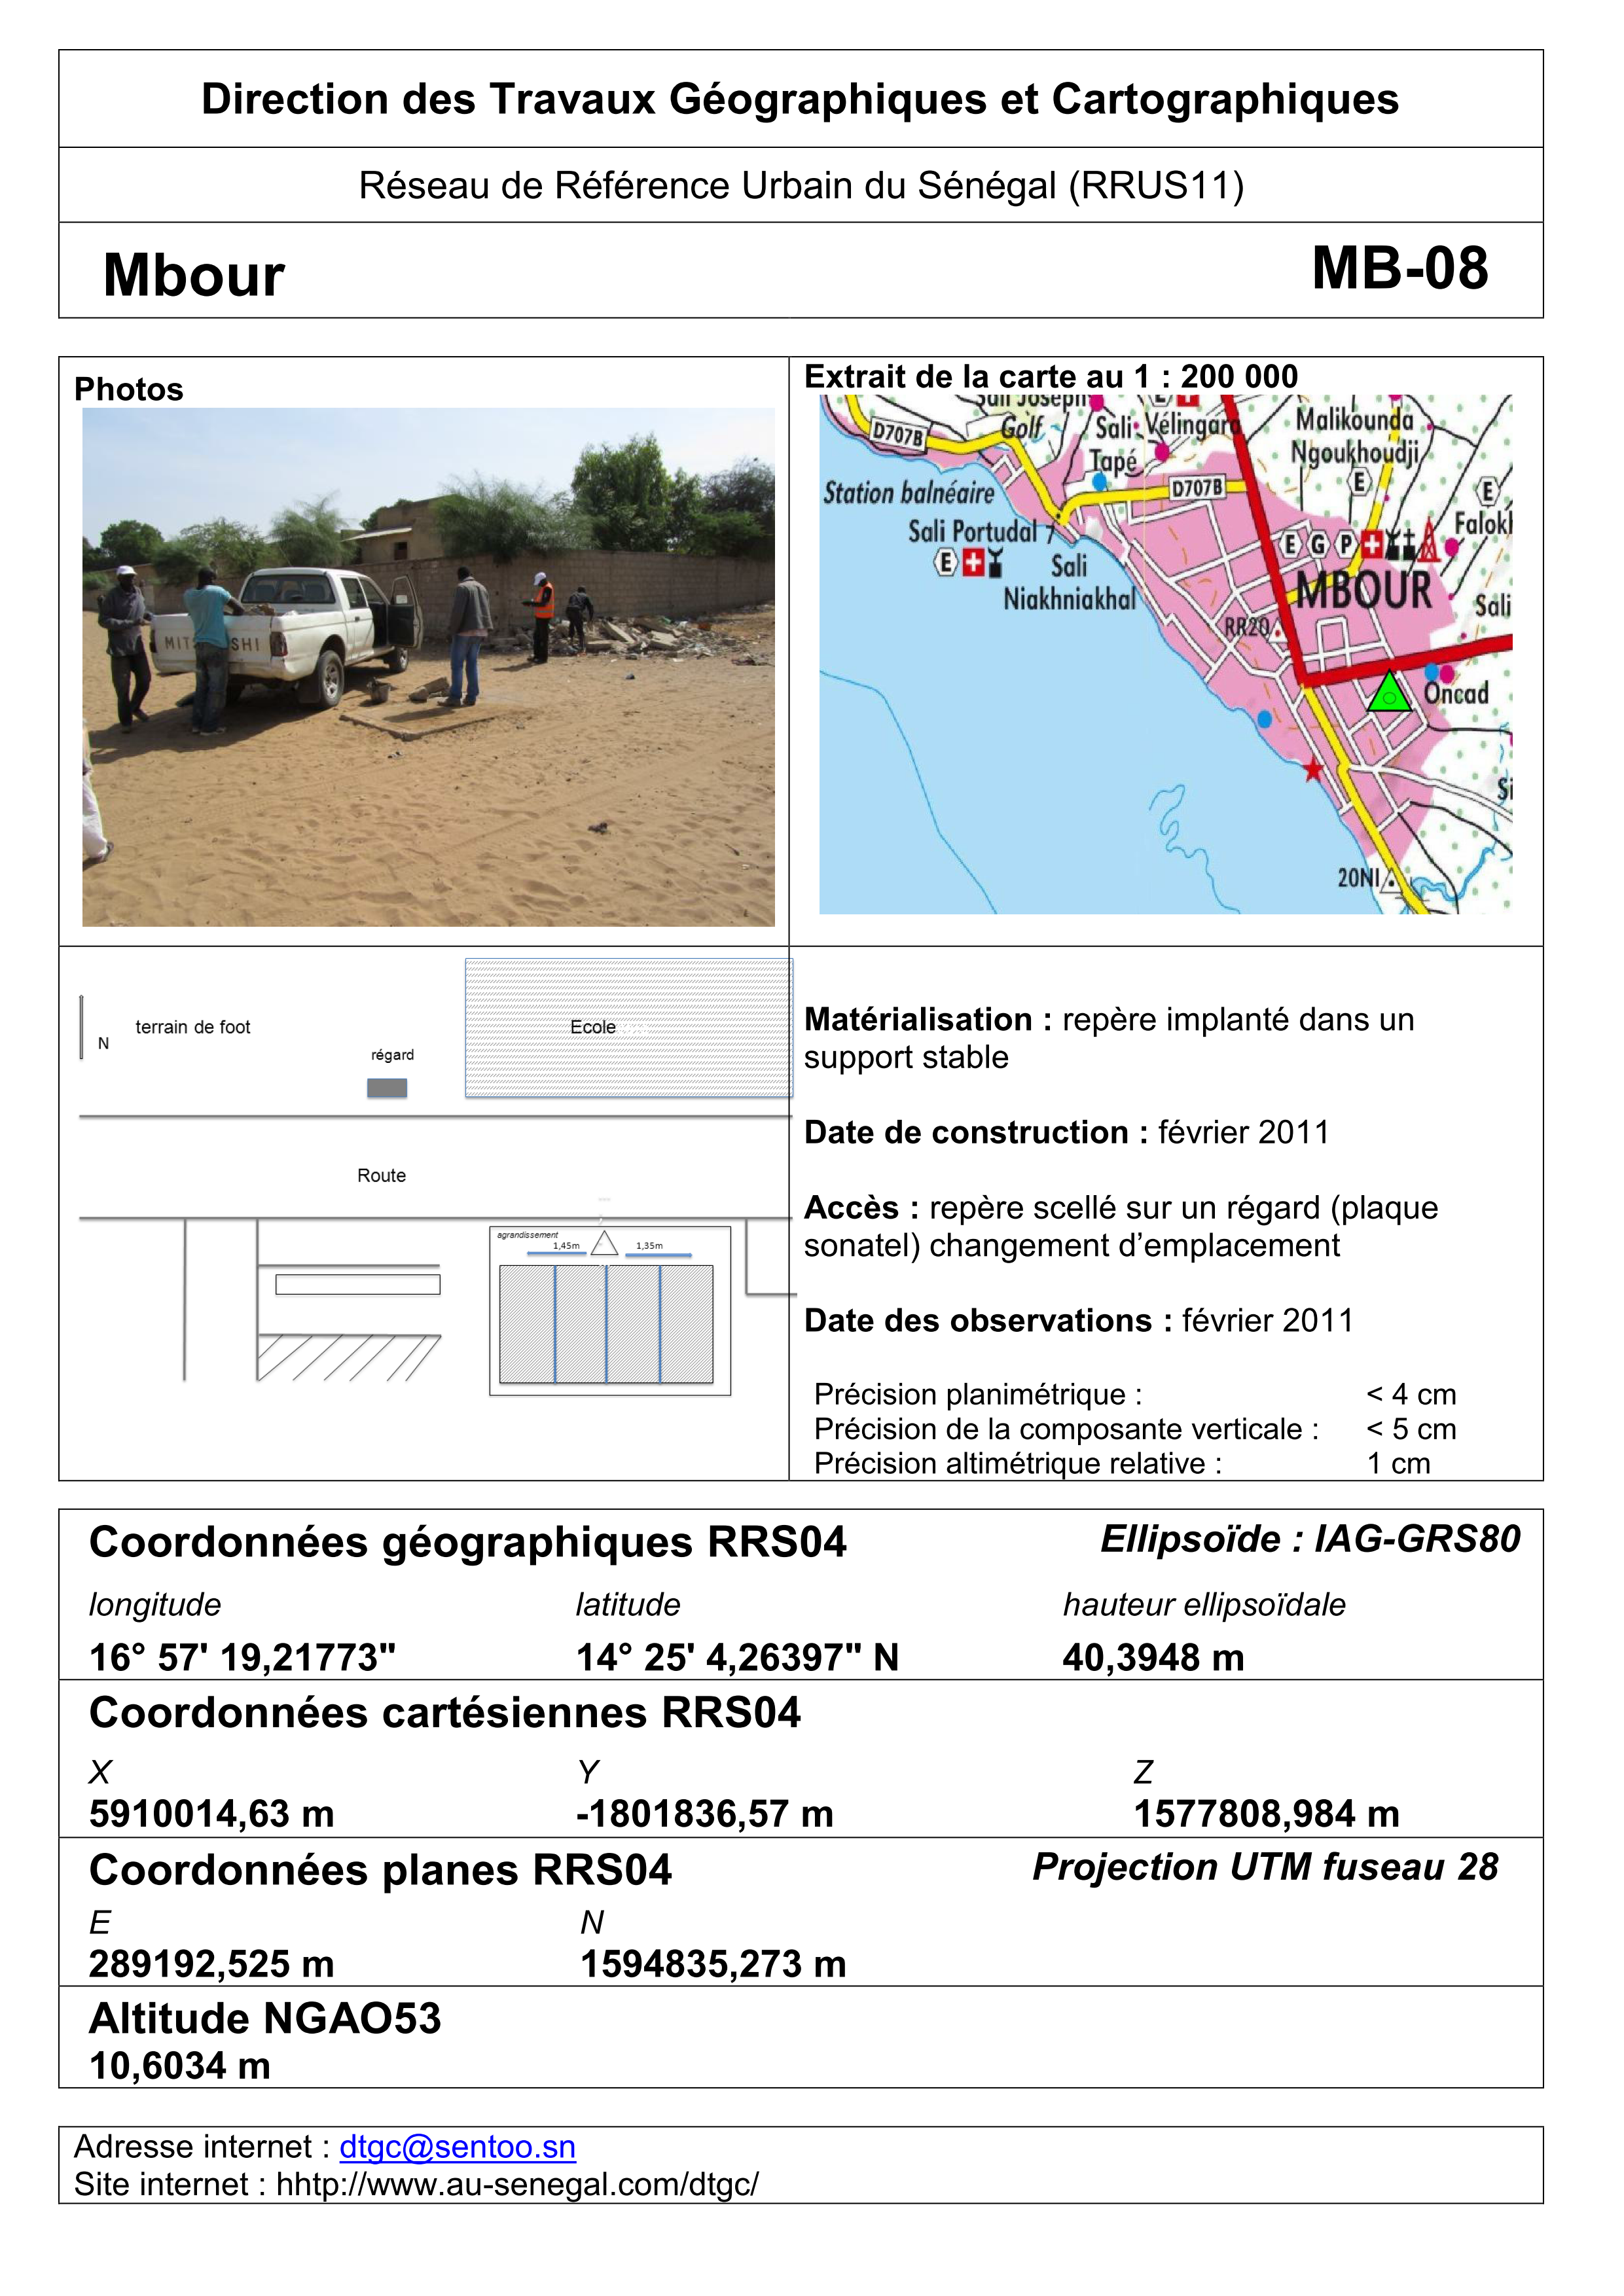 Direction des Travaux Géographiques et Cartographiques
Réseau de Référence Urbain du Sénégal (RRUS11)
Mbour
MB-08
Photos
Extrait de la carte au 1 : 200 000
D707B
Golf
Sali Joseph
Sali Vélingara
Tapé
Malikounda
Ngoukhoudji
E
E
Station balnéaire
D707B
Sali Portudal
E
Sali
Niakhniakhal
E G P
MBOUR
RR20
Sali
Oncad
20NI
terrain de foot
N
régard
Ecole
Route
agrandissement
1,45m
1,35m
Matérialisation : repère implanté dans un
support stable
Date de construction : février 2011
Accès : repère scellé sur un régard (plaque
sonatel) changement d’emplacement
Date des observations : février 2011
Précision planimétrique : < 4 cm
Précision de la composante verticale : < 5 cm
Précision altimétrique relative : 1 cm
Coordonnées géographiques RRS04 Ellipsoïde : IAG-GRS80
longitude latitude hauteur ellipsoïdale
16° 57' 19,21773" 14° 25' 4,26397" N 40,3948 m
Coordonnées cartésiennes RRS04
X Y Z
5910014,63 m -1801836,57 m 1577808,984 m
Coordonnées planes RRS04 Projection UTM fuseau 28
E N
289192,525 m 1594835,273 m
Altitude NGAO53
10,6034 m
Adresse internet : dtgc@sentoo.sn
Site internet : hhtp://www.au-senegal.com/dtgc/